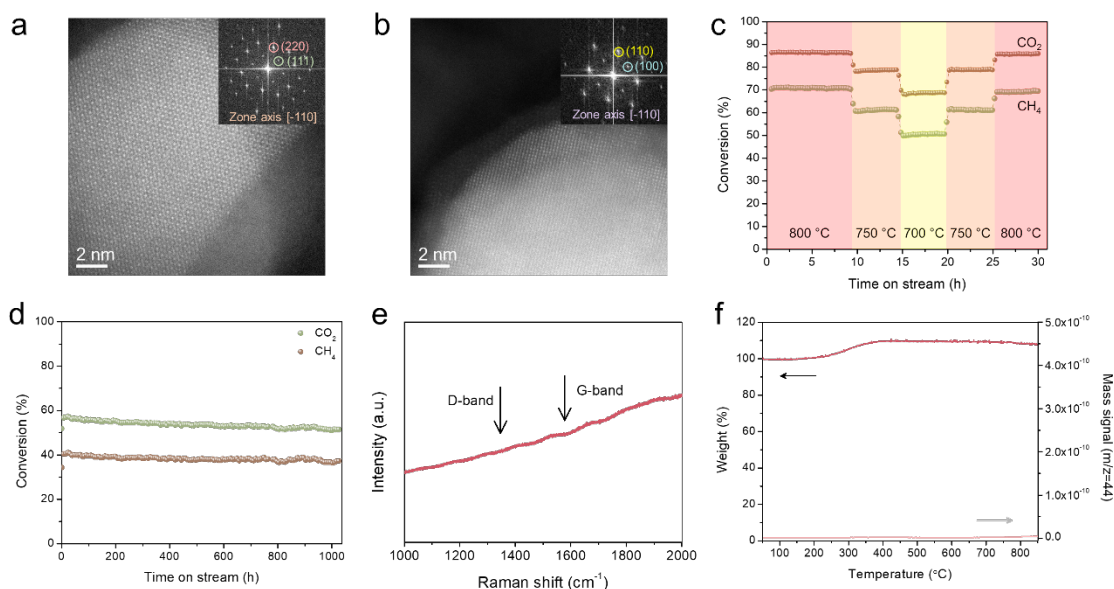 a
(220)
(111)
Zone axis [-110]
2 nm
b
(110)
(100)
Zone axis [-110]
2 nm
c
Conversion (%)
100
90
80
70
60
50
40
30
20
10
0
CO₂
CH₄
800 °C
750 °C
700 °C
750 °C
800 °C
0 5 10 15 20 25 30
Time on stream (h)
d
Conversion (%)
100
80
60
40
20
0
CO₂
CH₄
0 200 400 600 800 1000
Time on stream (h)
e
Intensity (a.u.)
D-band
G-band
1000 1200 1400 1600 1800 2000
Raman shift (cm⁻¹)
f
Weight (%)
120
100
80
60
40
20
0
5.0x10⁻¹⁰
4.0x10⁻¹⁰
3.0x10⁻¹⁰
2.0x10⁻¹⁰
1.0x10⁻¹⁰
0.0
Mass signal (m/z=44)
100 200 300 400 500 600 700 800
Temperature (°C)